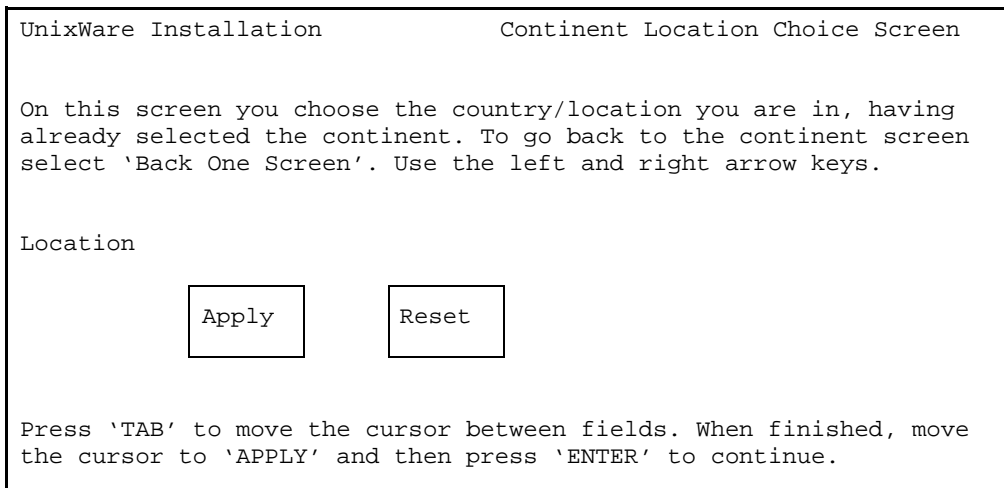 UnixWare Installation Continent Location Choice Screen
On this screen you choose the country/location you are in, having
already selected the continent. To go back to the continent screen
select ‘Back One Screen’. Use the left and right arrow keys.
Location
Apply Reset
Press ‘TAB’ to move the cursor between fields. When finished, move
the cursor to ‘APPLY’ and then press ‘ENTER’ to continue.